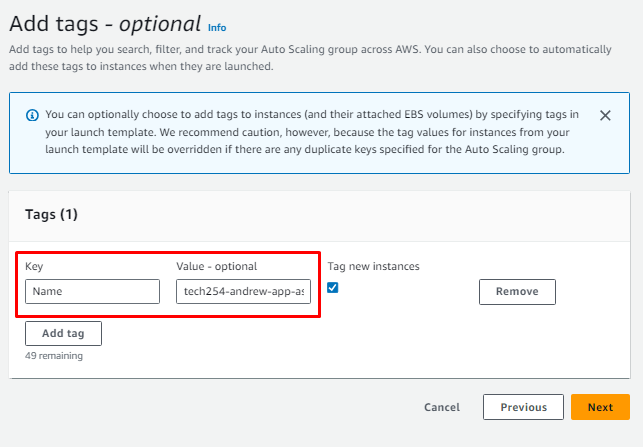 Add tags - optional Info
Add tags to help you search, filter, and track your Auto Scaling group across AWS. You can also choose to automatically
add these tags to instances when they are launched.
You can optionally choose to add tags to instances (and their attached EBS volumes) by specifying tags in
your launch template. We recommend caution, however, because the tag values for instances from your
launch template will be overridden if there are any duplicate keys specified for the Auto Scaling group.
Tags (1)
Key Value - optional Tag new instances
Name tech254-andrew-app-as Remove
Add tag
49 remaining
Cancel Previous Next